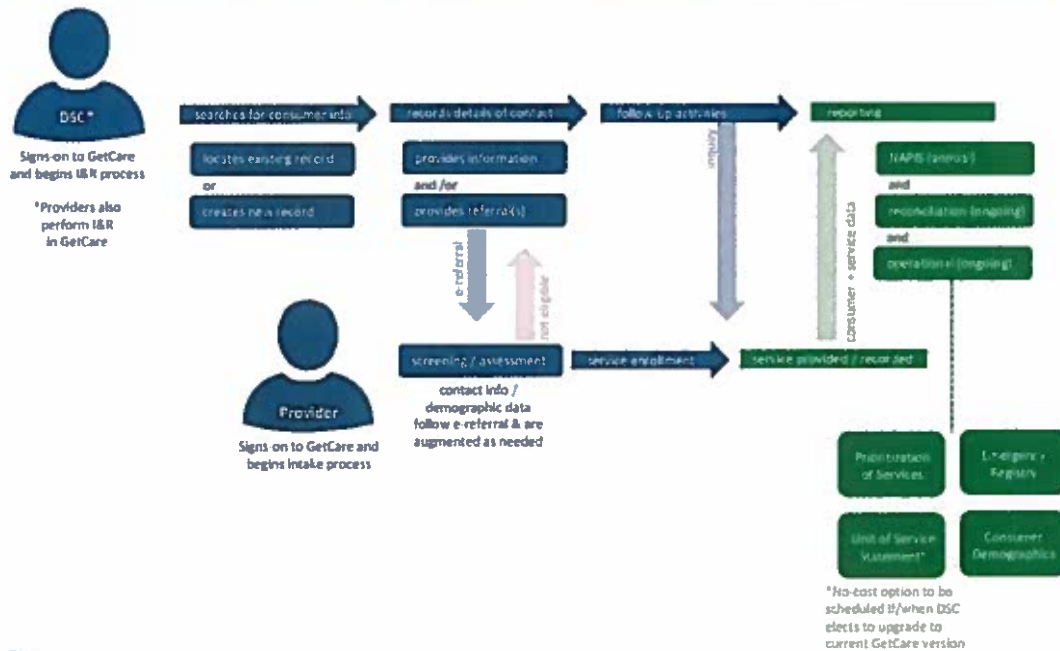 DSC*
Signs-on to GetCare
and begins I&R process
*Providers also
perform I&R
in GetCare
searches for consumer info
locates existing record
or
creates new record
records details of contact
provides information
and /or
provides referral(s)
e-referral
not eligible
follow-up activities
inquiry
reporting
NAPIS (annual)
and
reconciliation (ongoing)
and
operational (ongoing)
consumer + service data
Provider
Signs-on to GetCare and
begins intake process
screening / assessment
contact info /
demographic data
follow e-referral & are
augmented as needed
service enrollment
service provided / recorded
Prioritization
of Services
Emergency
Registry
Unit of Service
Statement*
Consumer
Demographics
*No-cost option to be
scheduled if/when DSC
elects to upgrade to
current GetCare version